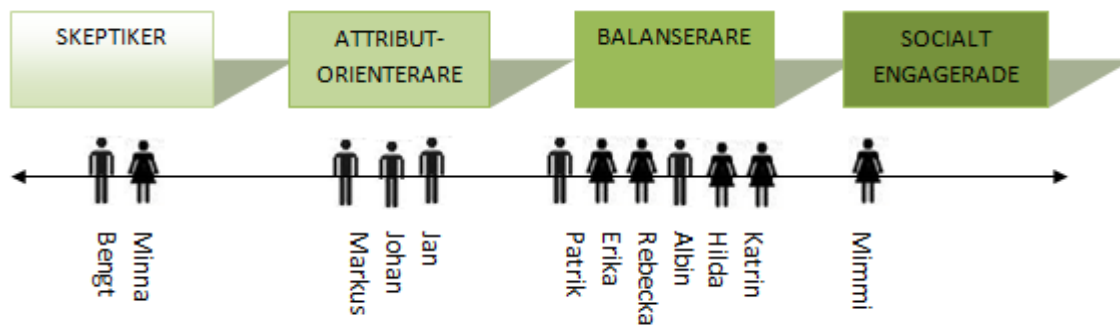 SKEPTIKER
ATTRIBUT-
ORIENTERARE
BALANSERARE
SOCIALT
ENGAGERADE
Bengt
Minna
Markus
Johan
Jan
Patrik
Erika
Rebecka
Albin
Hilda
Katrin
Mimmi